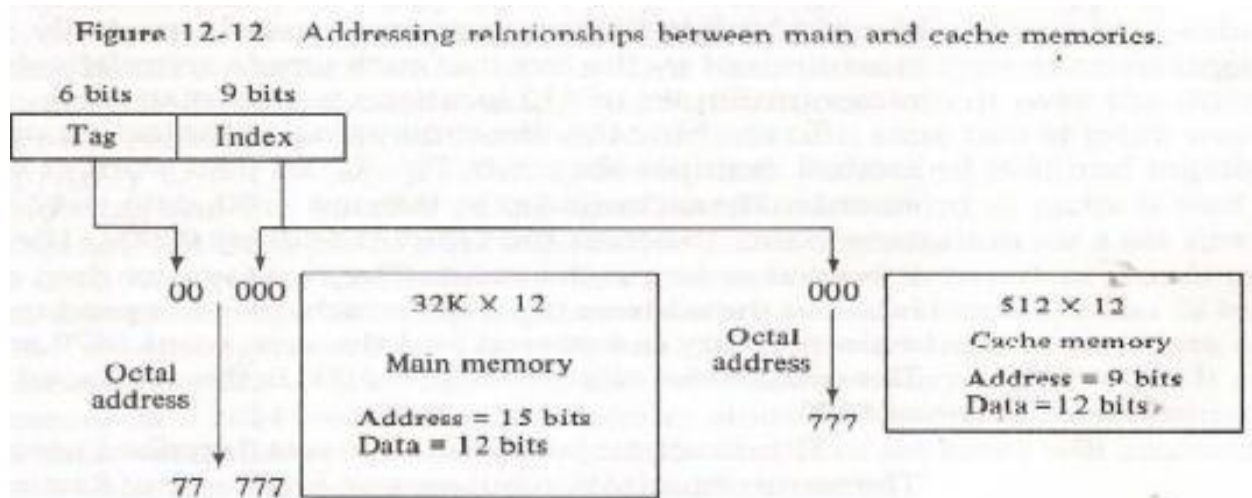 Figure 12-12 Addressing relationships between main and cache memories.
6 bits 9 bits
Tag Index
00 000
32K × 12
Main memory
Address = 15 bits
Data = 12 bits
Octal
address
77 777
000
512 × 12
Cache memory
Address = 9 bits
Data = 12 bits
Octal
address
777